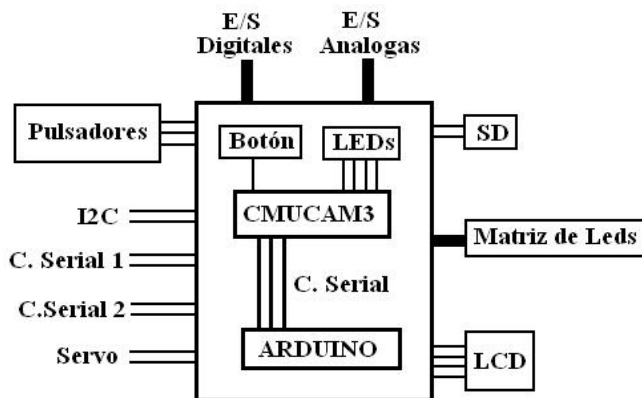 E/S
Digitales
E/S
Analogas
Pulsadores
Botón
LEDs
SD
CMUCAM3
I2C
Matriz de Leds
C. Serial 1
C. Serial
C.Serial 2
Servo
ARDUINO
LCD